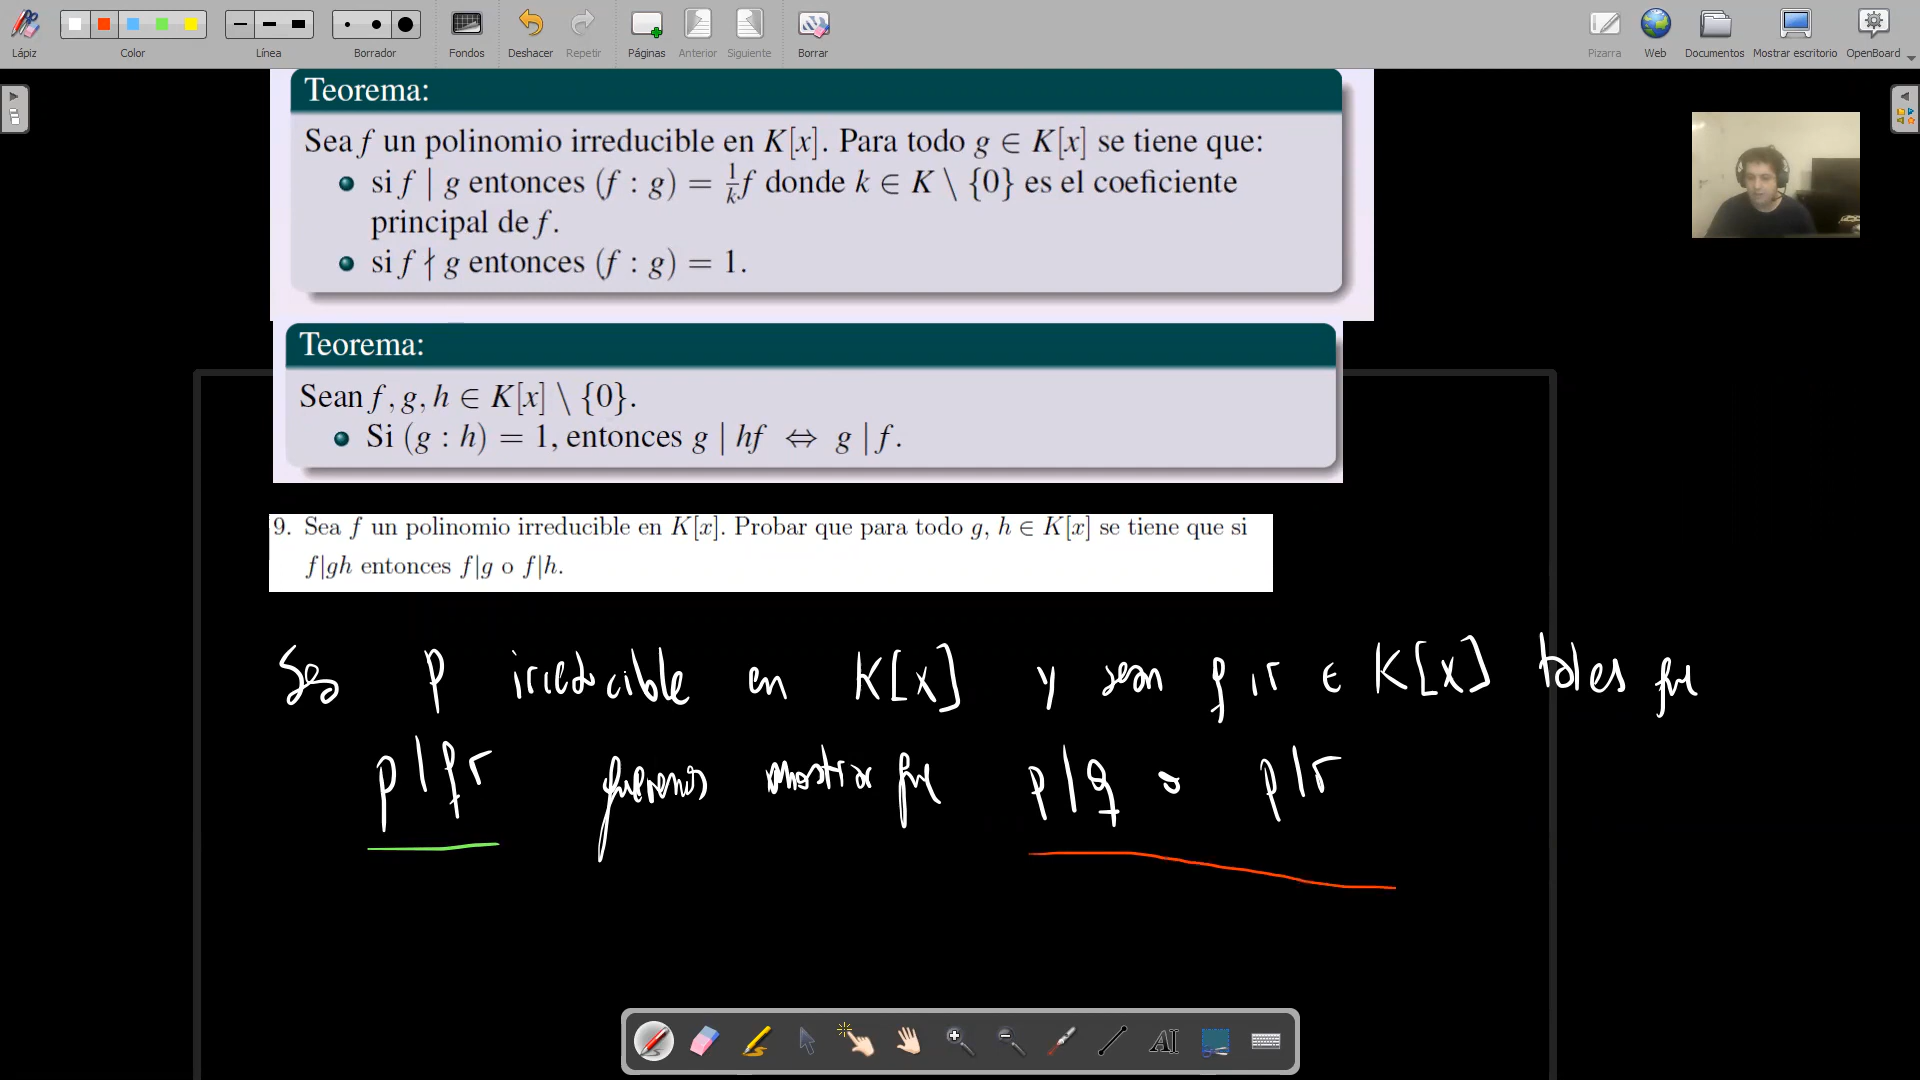 Lápiz Color Línea Borrador Fondos Deshacer Repetir Páginas Anterior Siguiente Borrar Pizarra Web Documentos Mostrar escritorio OpenBoard
Teorema:
Sea f un polinomio irreducible en K[x]. Para todo g ∈ K[x] se tiene que:
si f | g entonces (f : g) = 1/k f donde k ∈ K \ {0} es el coeficiente
principal de f.
si f ∤ g entonces (f : g) = 1.
Teorema:
Sean f, g, h ∈ K[x] \ {0}.
Si (g : h) = 1, entonces g | hf ⇔ g | f.
9. Sea f un polinomio irreducible en K[x]. Probar que para todo g, h ∈ K[x] se tiene que si
f|gh entonces f|g o f|h.
Sea p irreducible en K[x] y sean q, r ∈ K[x] tales que
p|qr queremos mostrar que p|q o p|r
AI